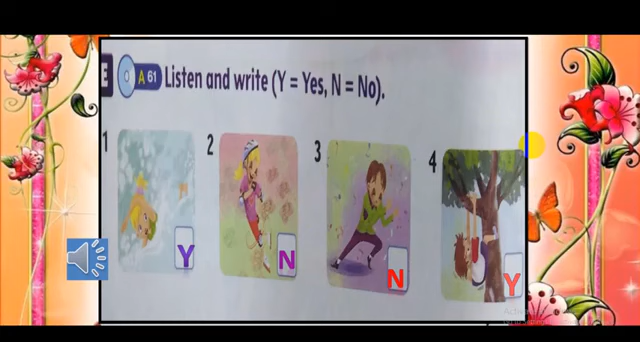 E A 61 Listen and write (Y = Yes, N = No).
1 2 3 4
Y N N Y